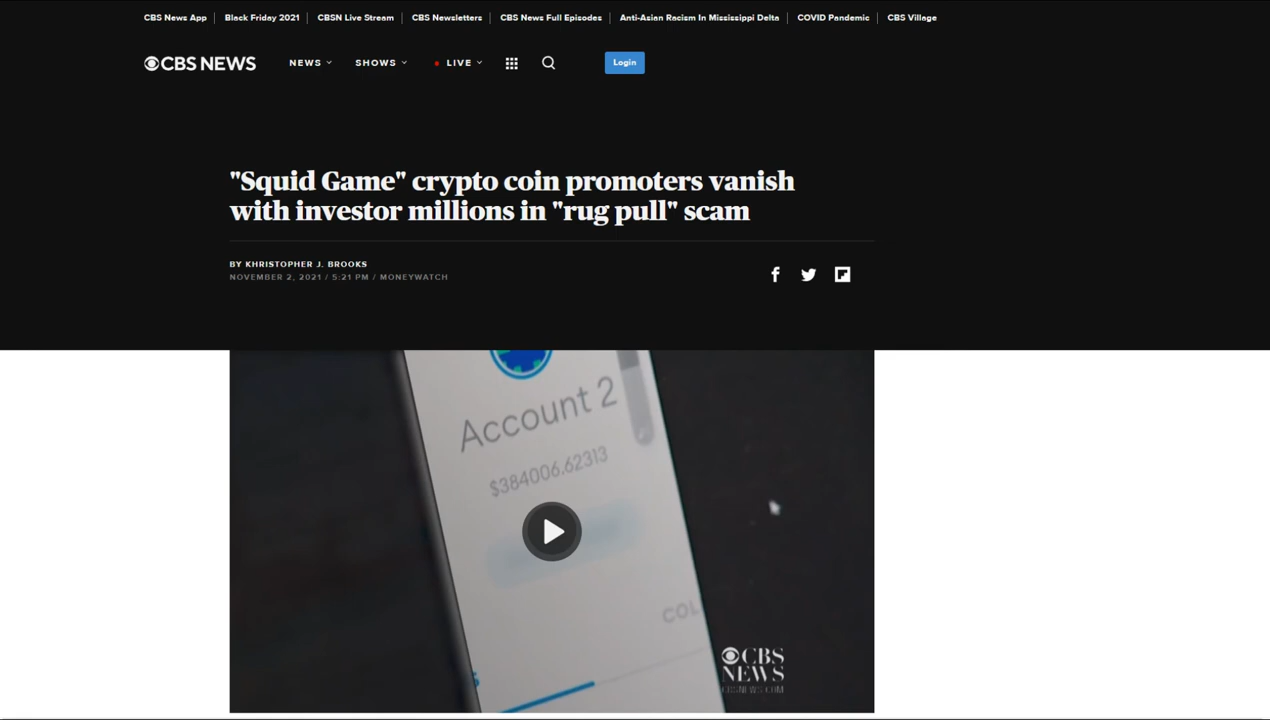 CBS News App Black Friday 2021 CBSN Live Stream CBS Newsletters CBS News Full Episodes Anti-Asian Racism In Mississippi Delta COVID Pandemic CBS Village
CBS NEWS NEWS SHOWS LIVE Login
"Squid Game" crypto coin promoters vanish
with investor millions in "rug pull" scam
BY KHRISTOPHER J. BROOKS
NOVEMBER 2, 2021 / 5:21 PM / MONEYWATCH
Account 2
$384006.62313
COL
CBS
NEWS
CBSNEWS.COM